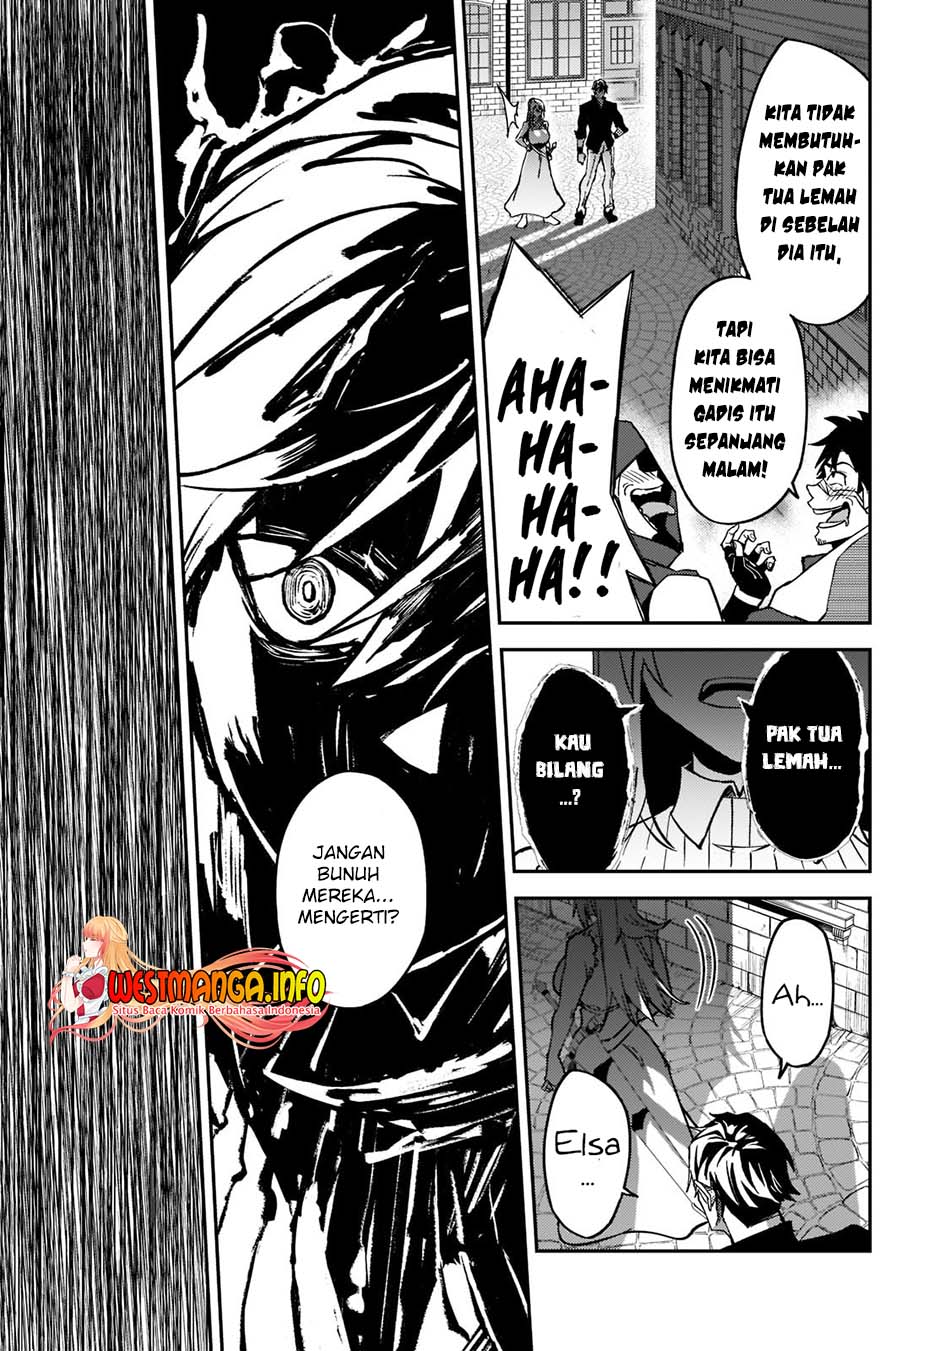 KITA TIDAK
MEMBUTUH-
KAN PAK
TUA LEMAH
DI SEBELAH
DIA ITU,
TAPI
KITA BISA
MENIKMATI
GADIS ITU
SEPANJANG
MALAM!
AHA-
HA-
HA-
HA!!
PAK TUA
LEMAH...
KAU
BILANG
...?
Ah...
Elsa
...
JANGAN
BUNUH
MEREKA...
MENGERTI?
WESTMANGA.INFO
Situs Baca Komik Berbahasa Indonesia